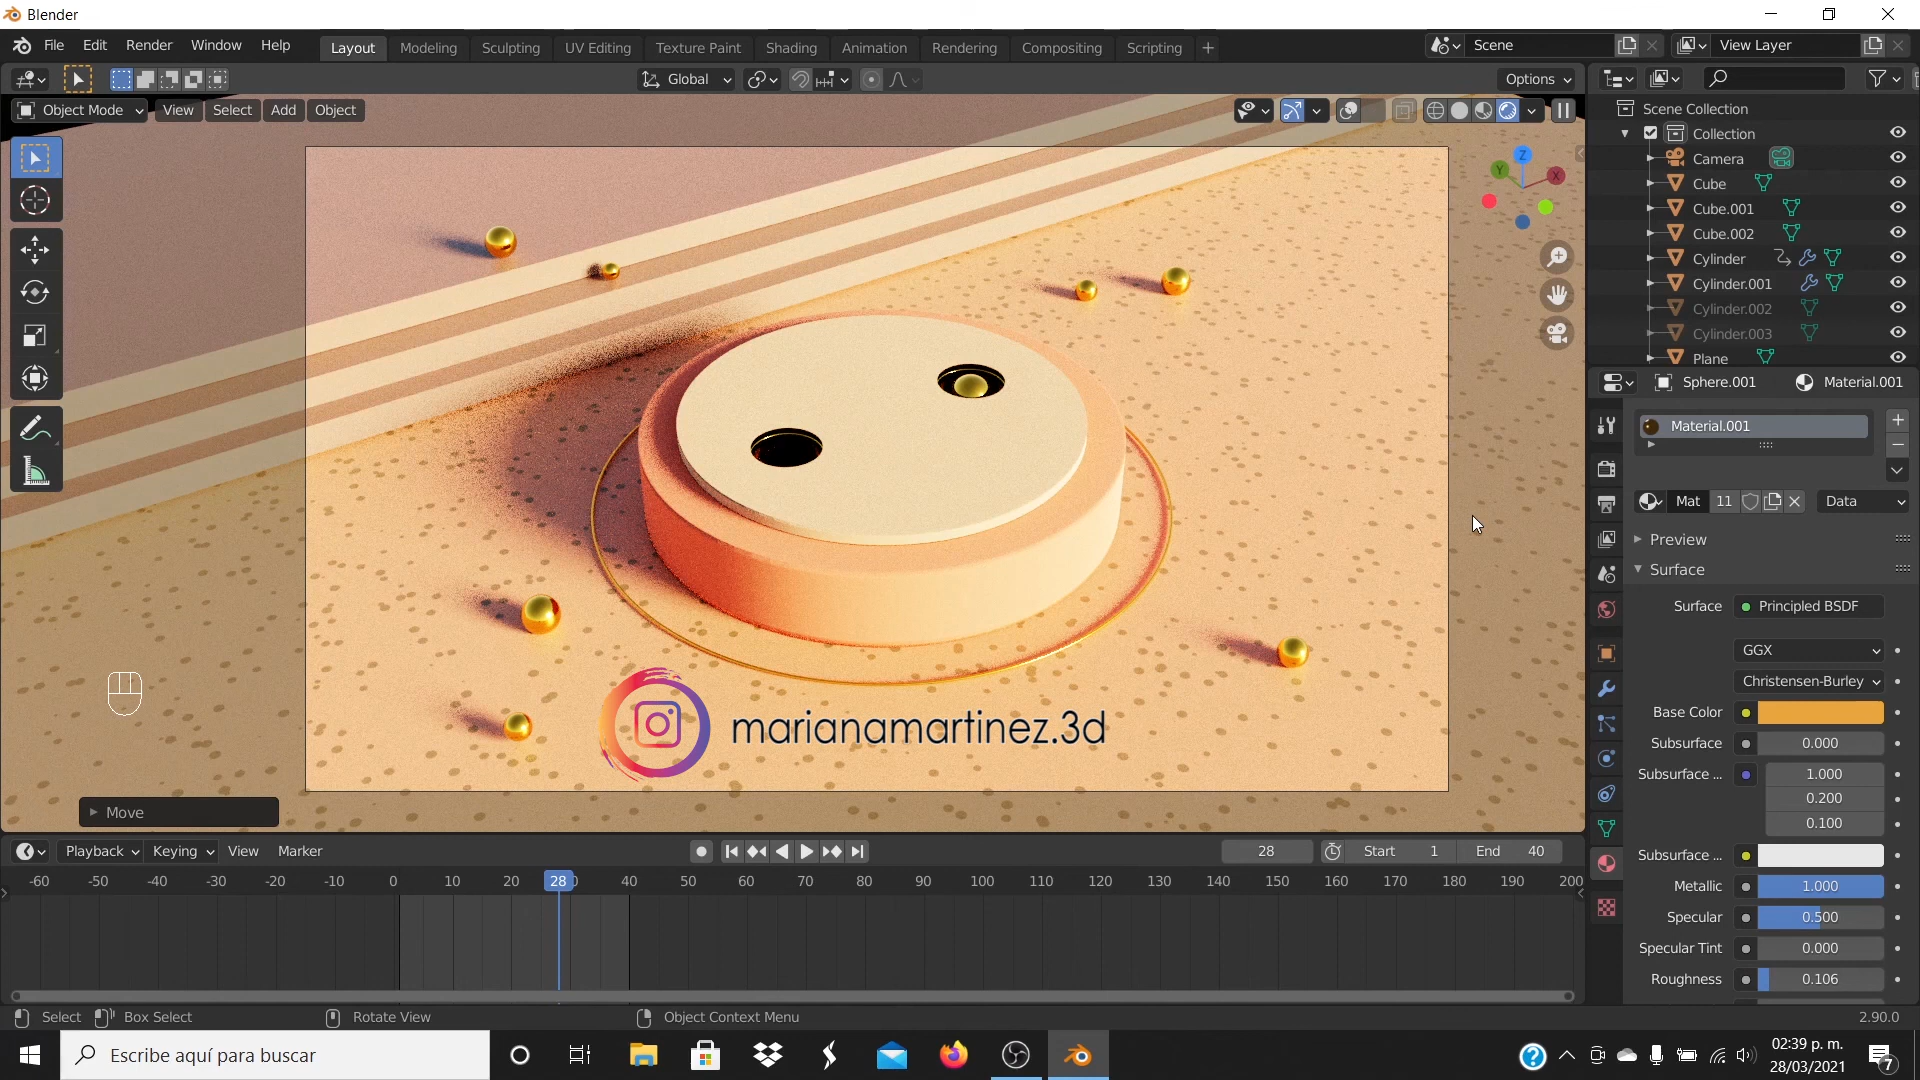 Blender
File Edit Render Window Help Layout Modeling Sculpting UV Editing Texture Paint Shading Animation Rendering Compositing Scripting + Scene View Layer
Global Options
Object Mode View Select Add Object
Scene Collection
Collection
Camera
Cube
Cube.001
Cube.002
Cylinder
Cylinder.001
Cylinder.002
Cylinder.003
Plane
Z
Y
X
Sphere.001 Material.001
Material.001
Mat 11 Data
Preview
Surface
Surface Principled BSDF
GGX
Christensen-Burley
Base Color
Subsurface 0.000
Subsurface ... 1.000
0.200
0.100
Subsurface ...
Metallic 1.000
Specular 0.500
Specular Tint 0.000
Roughness 0.106
marianamartinez.3d
Move
Playback Keying View Marker 28 Start 1 End 40
-60 -50 -40 -30 -20 -10 0 10 20 28 40 50 60 70 80 90 100 110 120 130 140 150 160 170 180 190 200
Select Box Select Rotate View Object Context Menu 2.90.0
Escribe aquí para buscar
02:39 p. m.
28/03/2021
7